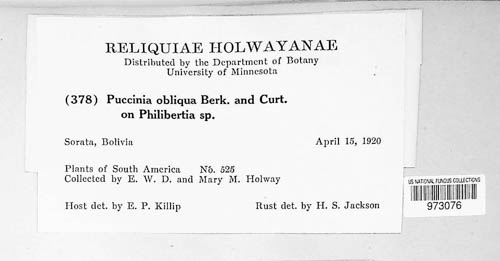 RELIQUIAE HOLWAYANAE
Distributed by the Department of Botany
University of Minnesota
(378) Puccinia obliqua Berk. and Curt.
on Philibertia sp.
Sorata, Bolivia April 15, 1920
Plants of South America No. 525
Collected by E. W. D. and Mary M. Holway
Host det. by E. P. Killip Rust det. by H. S. Jackson
US NATIONAL FUNGUS COLLECTIONS
973076